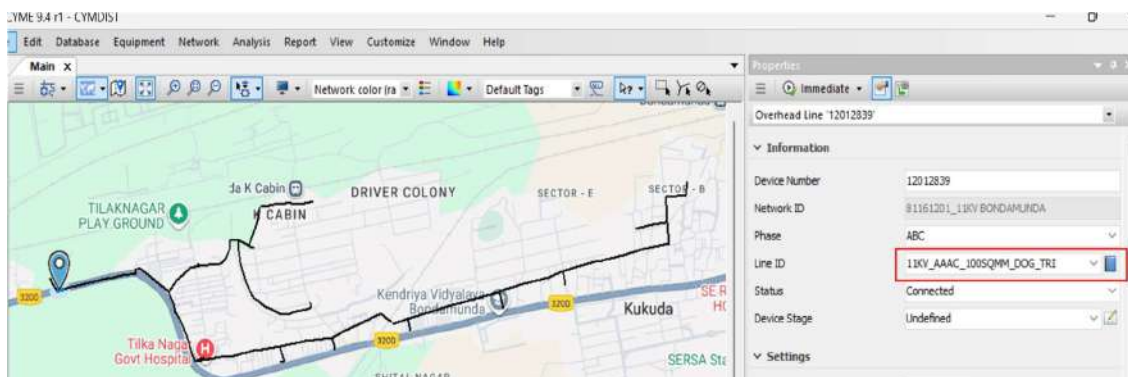 CYME 9.4 r1 - CYMDIST
Edit Database Equipment Network Analysis Report View Customize Window Help
Main X
Network color (ra
Default Tags
Properties
Immediate
Overhead Line '12012839'
Information
Device Number 12012839
Network ID 81161201_11KV BONDAMUNDA
Phase ABC
Line ID 11KV_AAAC_100SQMM_DOG_TRI
Status Connected
Device Stage Undefined
Settings
da K Cabin
DRIVER COLONY
SECTOR - E
SECTOR - B
TILAKNAGAR
PLAY GROUND
K CABIN
3200
Kendriya Vidyalaya
Bondamunda
3200
Kukuda
SE R
3200
Tilka Nagar
Govt Hospital
SERSA Sta